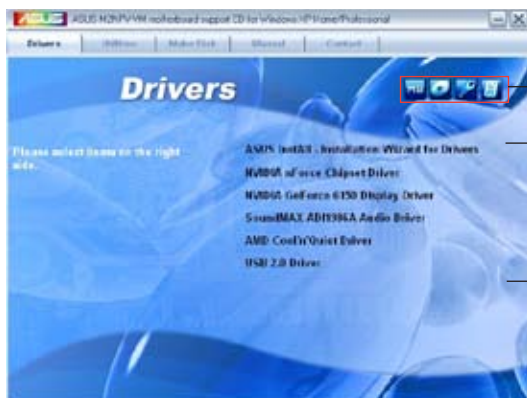 ASUS M2NPV-VM motherboard support CD for Windows XP Home/Professional
Drivers Utilities Make Disk Manual Contact
Drivers
Please select items on the right side.
ASUS InstAll - Installation Wizard for Drivers
NVIDIA nForce Chipset Driver
NVIDIA GeForce 6150 Display Driver
SoundMAX ADI1986A Audio Driver
AMD Cool'n'Quiet Driver
USB 2.0 Driver